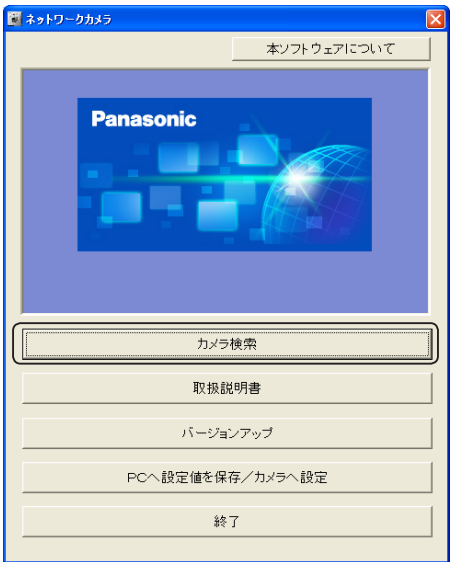 ネットワークカメラ
本ソフトウェアについて
Panasonic
カメラ検索
取扱説明書
バージョンアップ
PCへ設定値を保存／カメラへ設定
終了